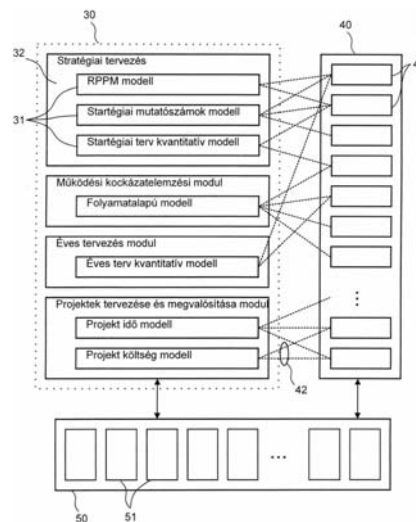 30
40
32
Stratégiai tervezés
RPPM modell
31
Startégiai mutatószámok modell
Startégiai terv kvantitatív modell
Működési kockázatelemzési modul
Folyamatalapú modell
Éves tervezés modul
Éves terv kvantitatív modell
Projektek tervezése és megvalósítása modul
Projekt idő modell
Projekt költség modell
42
50
51